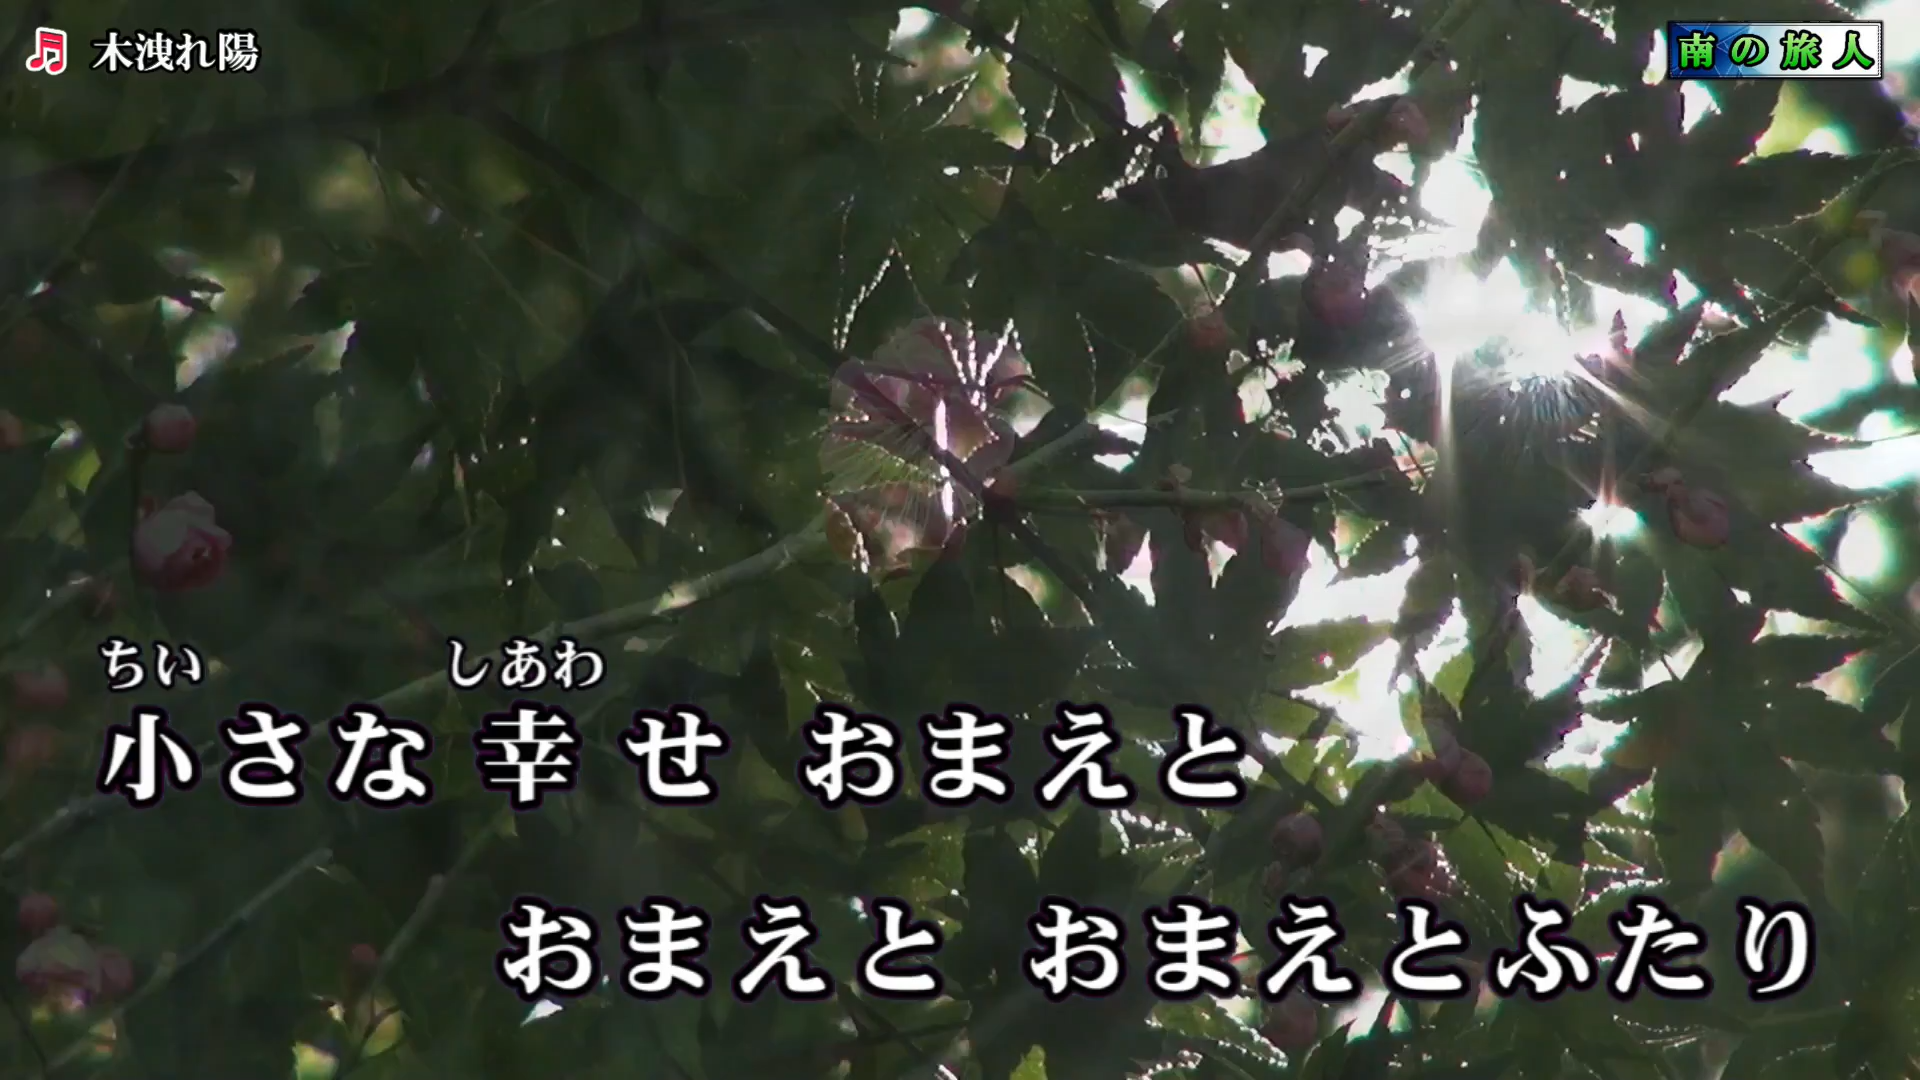 木洩れ陽
南の旅人
ちい しあわ
小さな幸せ おまえと
おまえと おまえとふたり